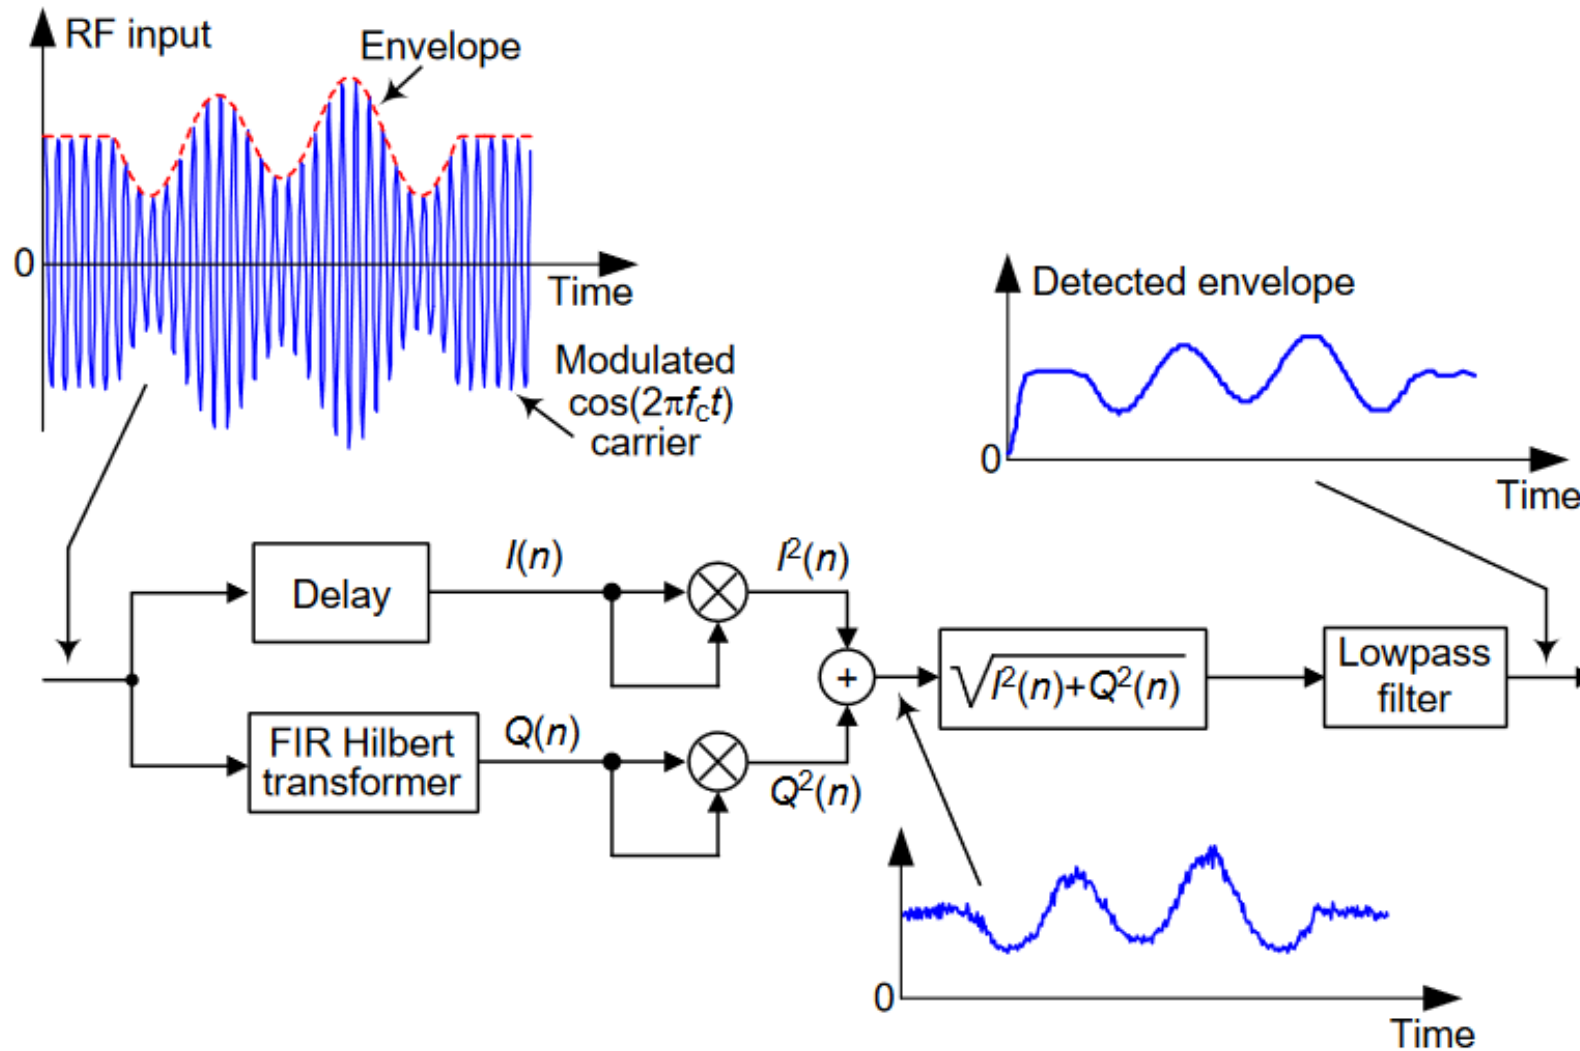 RF input
Envelope
0
Time
Modulated
cos(2πf_c t)
carrier
Detected envelope
0
Time
Delay
I(n)
I²(n)
FIR Hilbert
transformer
Q(n)
Q²(n)
+
√I²(n)+Q²(n)
Lowpass
filter
0
Time